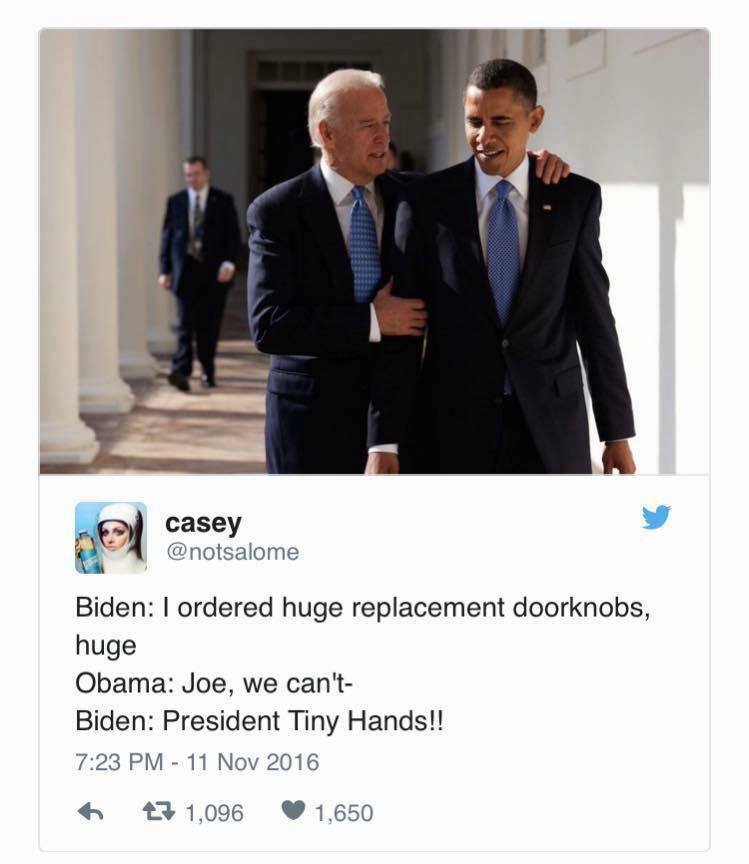 casey
@notsalome
Biden: I ordered huge replacement doorknobs,
huge
Obama: Joe, we can't-
Biden: President Tiny Hands!!
7:23 PM - 11 Nov 2016
1,096 1,650